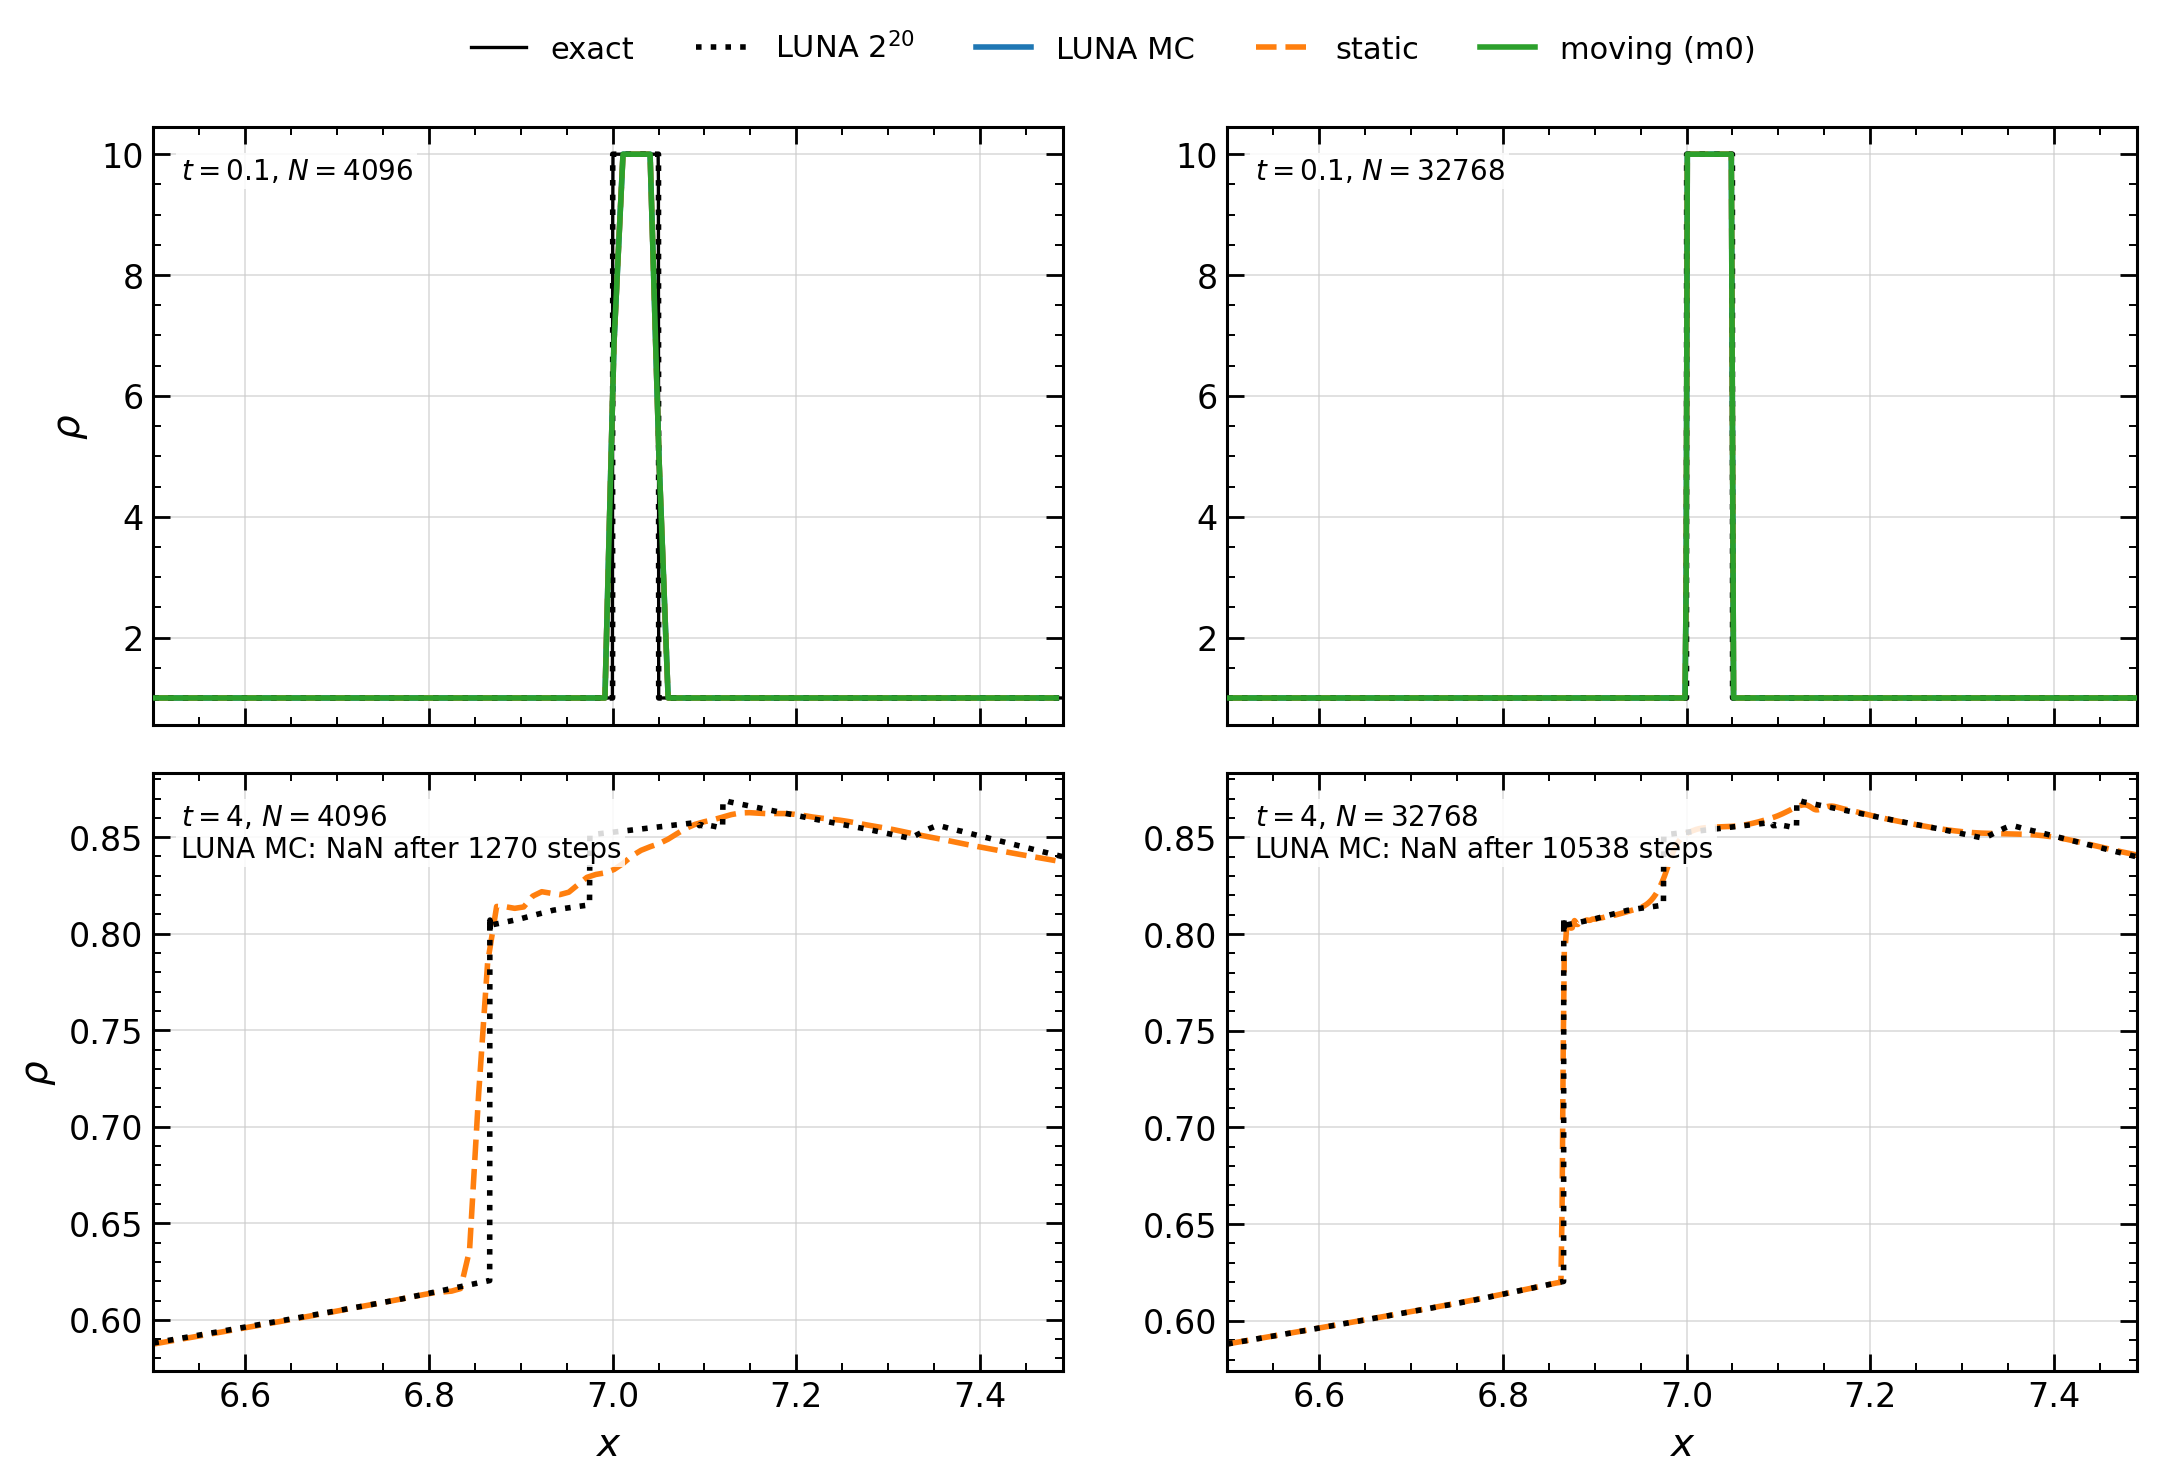 exact LUNA 2²⁰ LUNA MC static moving (m0)
t = 0.1, N = 4096
10
8
6
4
2
ρ
t = 0.1, N = 32768
10
8
6
4
2
t = 4, N = 4096
LUNA MC: NaN after 1270 steps
0.85
0.80
0.75
0.70
0.65
0.60
ρ
6.6 6.8 7.0 7.2 7.4
x
t = 4, N = 32768
LUNA MC: NaN after 10538 steps
0.85
0.80
0.75
0.70
0.65
0.60
6.6 6.8 7.0 7.2 7.4
x